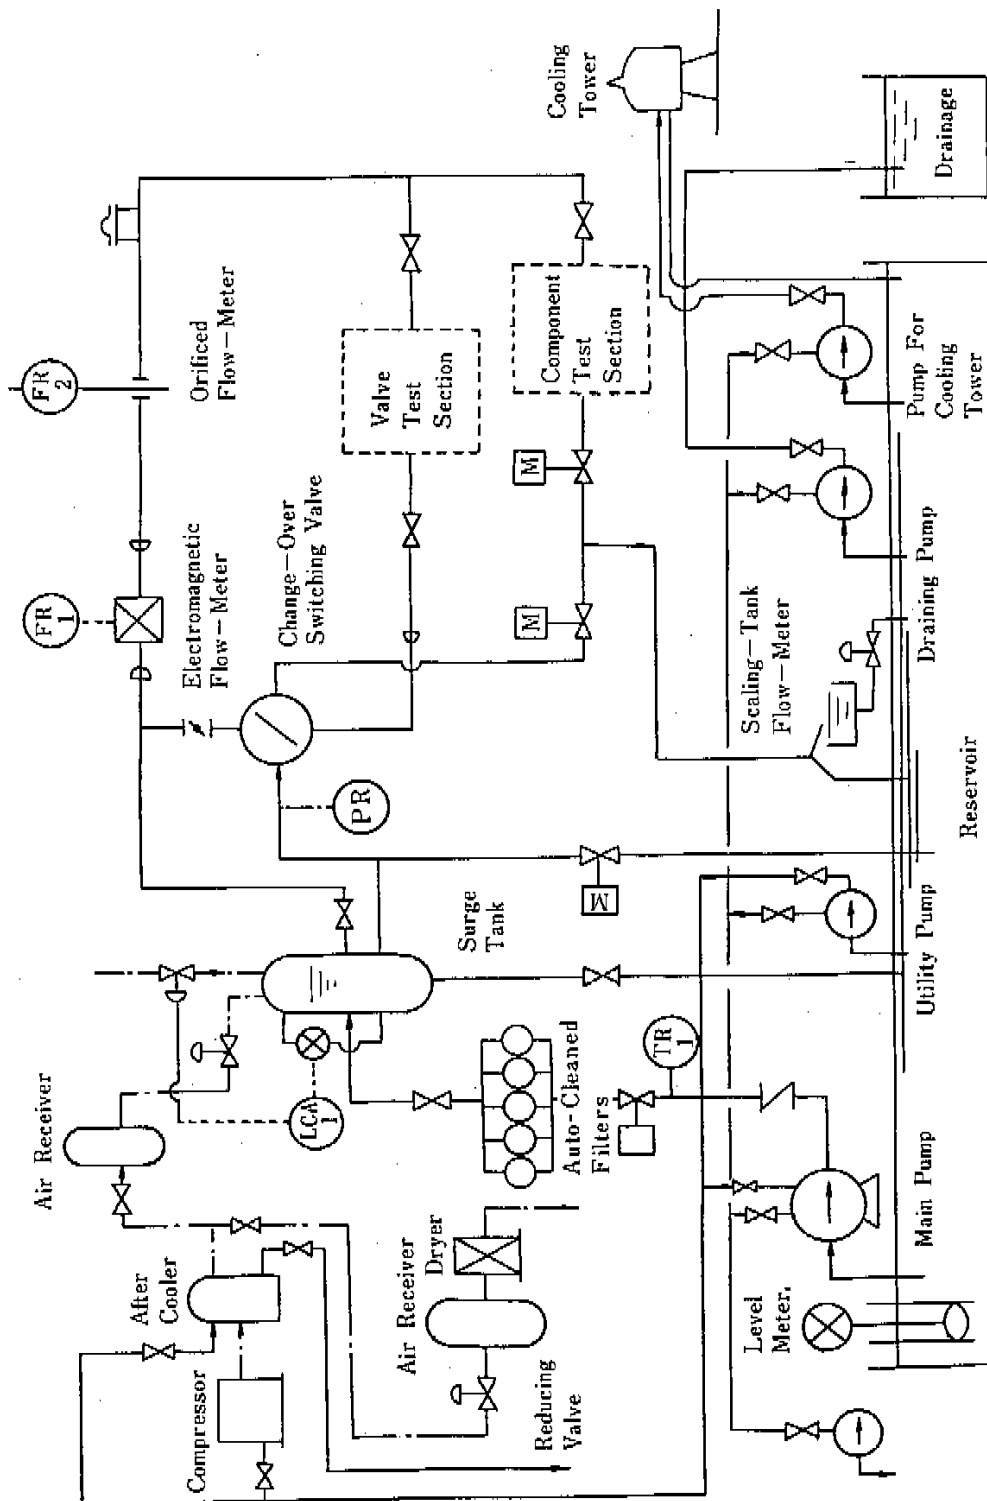 Compressor
After
Cooler
Air Receiver
Air Receiver
Dryer
Reducing
Valve
LCA
1
Surge
Tank
Auto-Cleaned
Filters
TR
1
PR
FR
1
Electromagnetic
Flow-Meter
Change-Over
Switching Valve
FR
2
Orificed
Flow-Meter
Valve
Test
Section
Component
Test
Section
M
M
M
Scaling-Tank
Flow-Meter
Cooling
Tower
Level
Meter.
Main Pump
Utility Pump
Reservoir
Draining Pump
Pump For
Cooling
Tower
Drainage